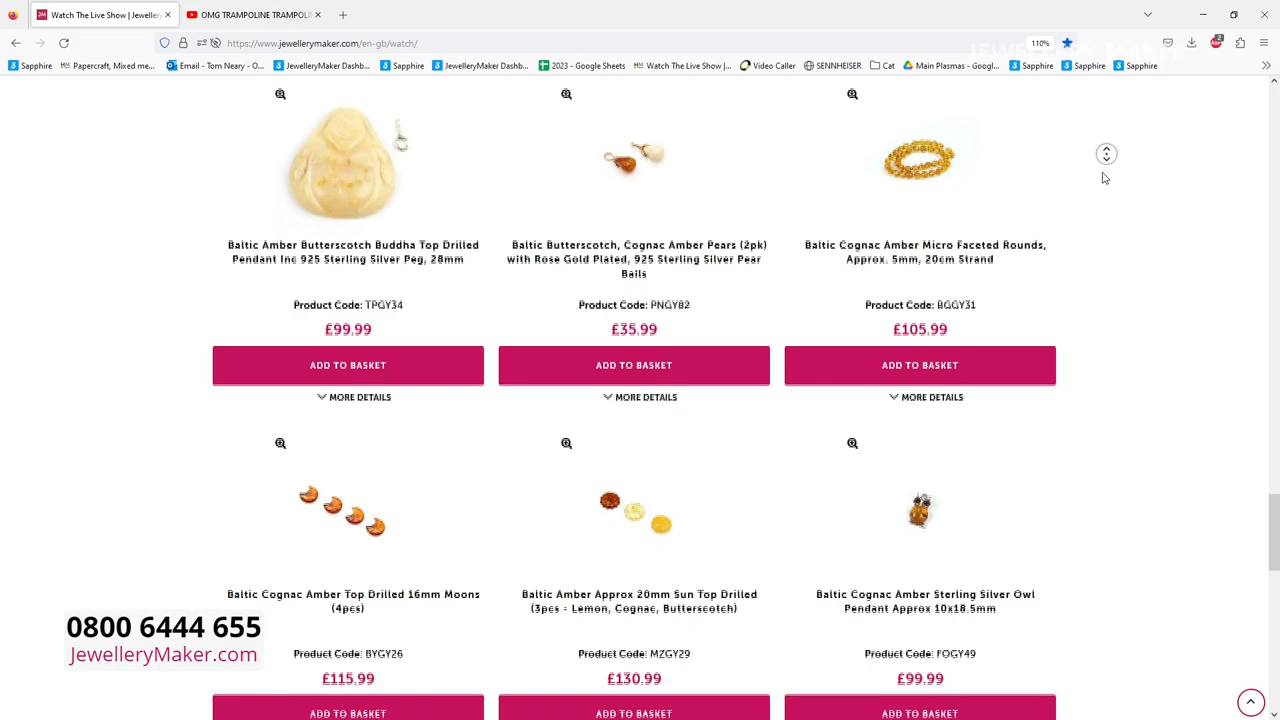 Watch The Live Show | Jeweller
OMG TRAMPOLINE TRAMPOLI
https://www.jewellerymaker.com/en-gb/watch/
110%
2
Sapphire
Papercraft, Mixed me...
Email - Tom Neary - O...
JewelleryMaker Dashb...
Sapphire
JewelleryMaker Dashb...
2023 - Google Sheets
Watch The Live Show |...
Video Caller
SENNHEISER
Cat
Main Plasmas - Googl...
Sapphire
Sapphire
Sapphire
Baltic Amber Butterscotch Buddha Top Drilled
Pendant Inc 925 Sterling Silver Peg, 28mm
Product Code: TPGY34
£99.99
ADD TO BASKET
MORE DETAILS
Baltic Butterscotch, Cognac Amber Pears (2pk)
with Rose Gold Plated, 925 Sterling Silver Pear
Bails
Product Code: PNGY82
£35.99
ADD TO BASKET
MORE DETAILS
Baltic Cognac Amber Micro Faceted Rounds,
Approx. 5mm, 20cm Strand
Product Code: BGGY31
£105.99
ADD TO BASKET
MORE DETAILS
Baltic Cognac Amber Top Drilled 16mm Moons
(4pcs)
Product Code: BYGY26
£115.99
ADD TO BASKET
Baltic Amber Approx 20mm Sun Top Drilled
(3pcs - Lemon, Cognac, Butterscotch)
Product Code: MZGY29
£130.99
ADD TO BASKET
Baltic Cognac Amber Sterling Silver Owl
Pendant Approx 10x18.5mm
Product Code: FOGY49
£99.99
ADD TO BASKET
0800 6444 655
JewelleryMaker.com